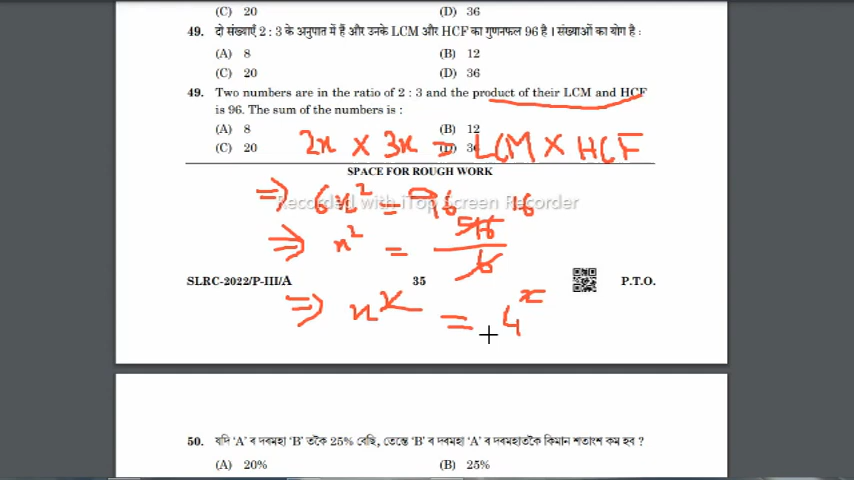 (C) 20 (D) 36
49. दो संख्याएँ 2 : 3 के अनुपात में हैं और उनके LCM और HCF का गुणनफल 96 है । संख्याओं का योग है :
(A) 8 (B) 12
(C) 20 (D) 36
49. Two numbers are in the ratio of 2 : 3 and the product of their LCM and HCF
is 96. The sum of the numbers is :
(A) 8 (B) 12
(C) 20 (D) 36
2x × 3x = LCM × HCF
SPACE FOR ROUGH WORK
⇒ 6x² = 96
Recorded with iTop Screen Recorder
16
⇒ x² = 96/6
SLRC-2022/P-III/A 35 P.T.O.
⇒ x² = 4²
50. যদি 'A' ৰ দৰমহা 'B' তকৈ 25% বেছি, তেন্তে 'B' ৰ দৰমহা 'A' ৰ দৰমহাতকৈ কিমান শতাংশ কম হব ?
(A) 20% (B) 25%